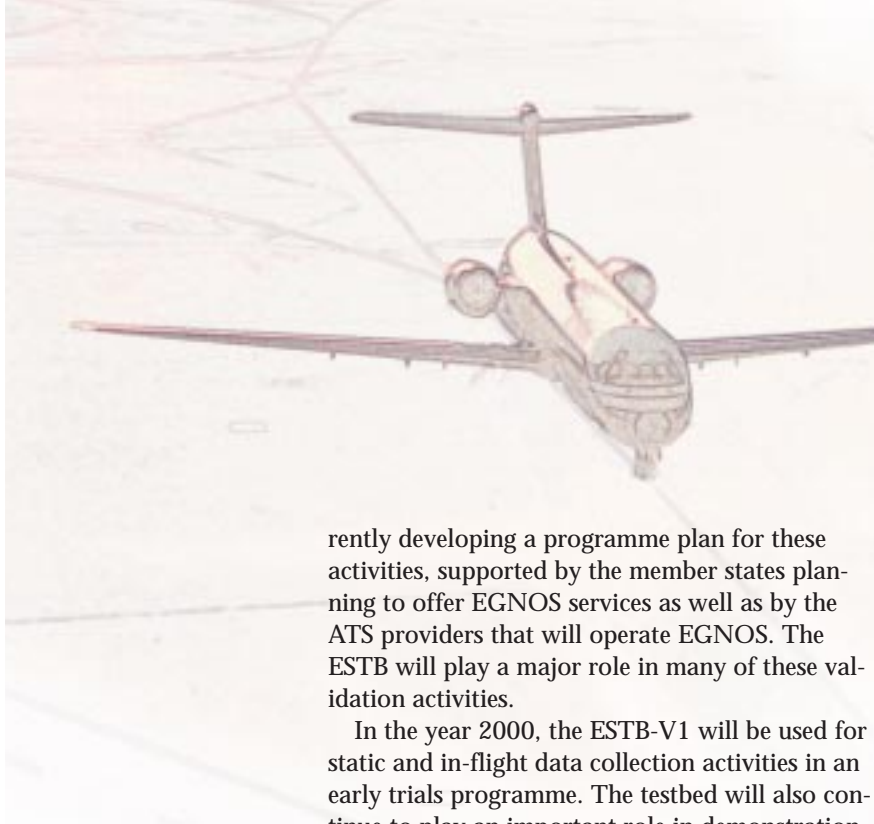 rently developing a programme plan for these
activities, supported by the member states plan-
ning to offer EGNOS services as well as by the
ATS providers that will operate EGNOS. The
ESTB will play a major role in many of these val-
idation activities.
In the year 2000, the ESTB-V1 will be used for
static and in-flight data collection activities in an
early trials programme. The testbed will also con-
tinue to play an important role in demonstration